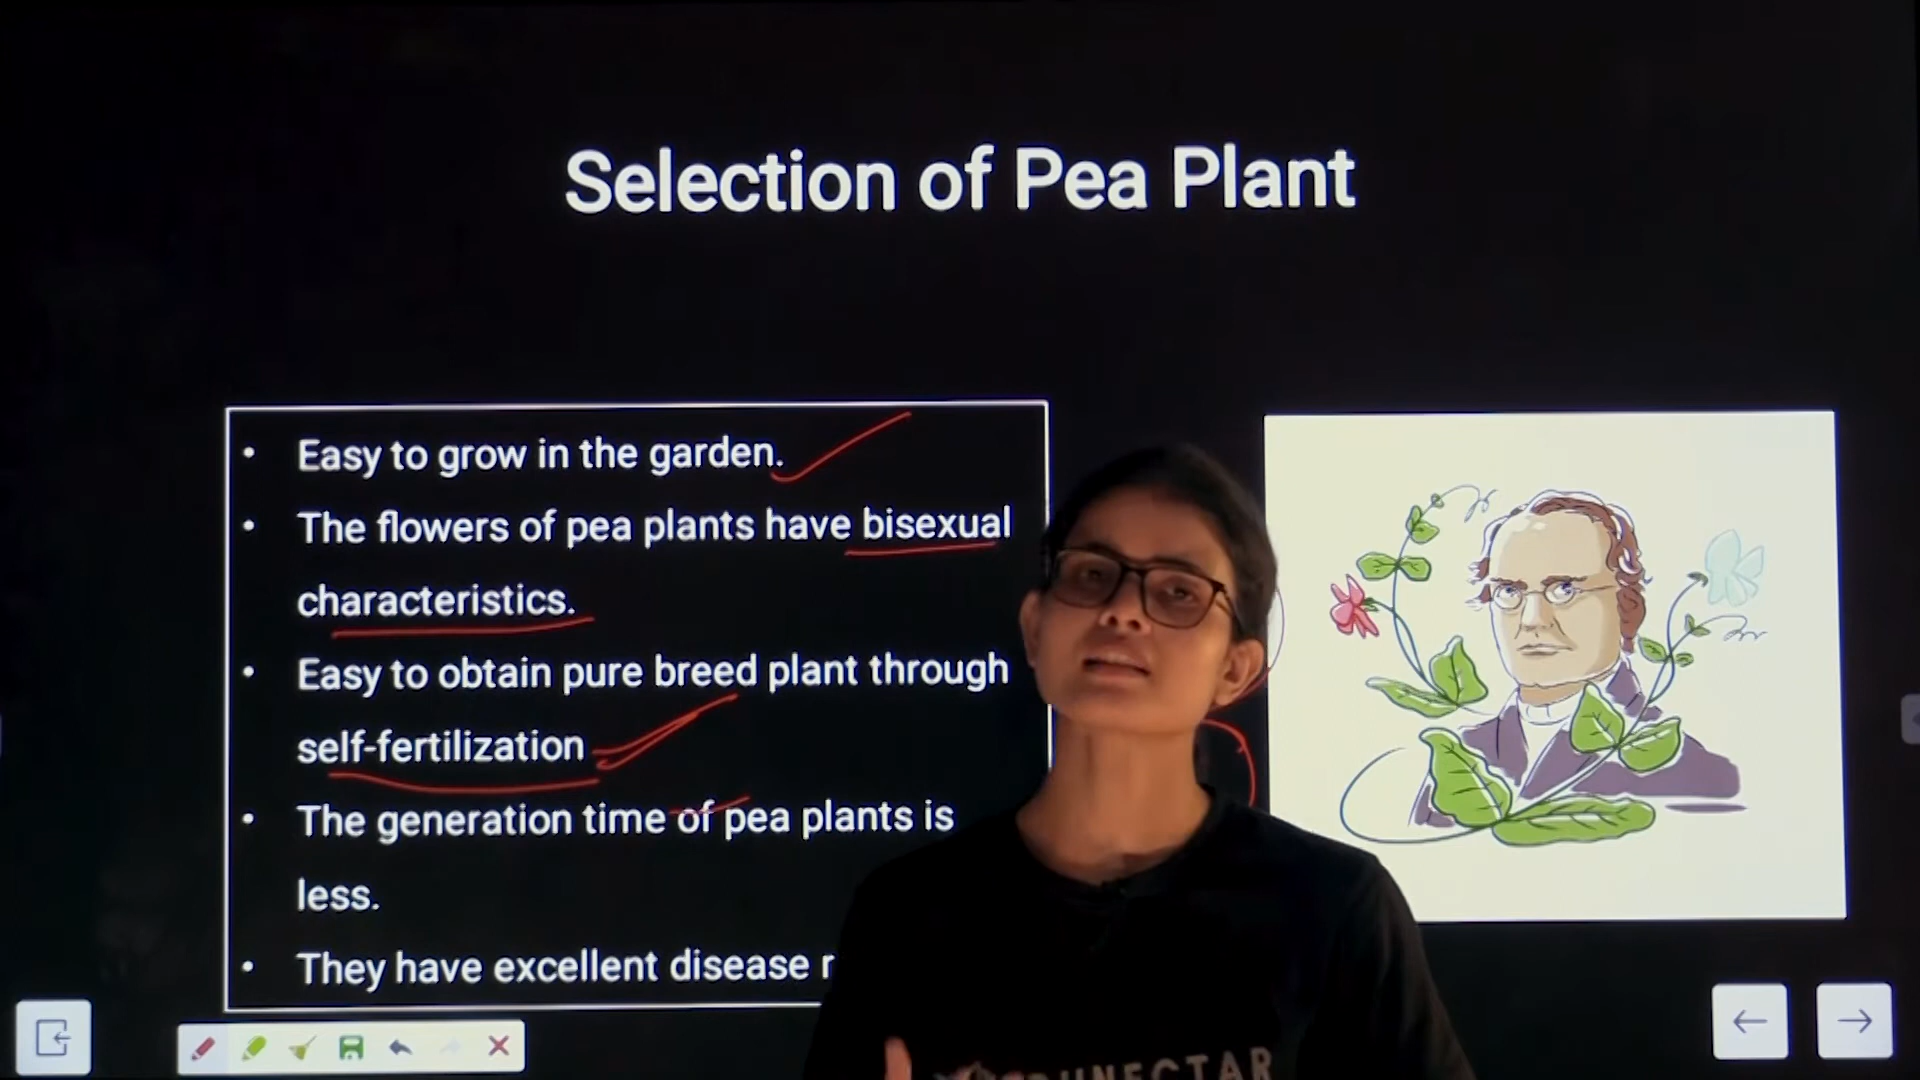 Selection of Pea Plant
• Easy to grow in the garden.
• The flowers of pea plants have bisexual
characteristics.
• Easy to obtain pure breed plant through
self-fertilization
• The generation time of pea plants is
less.
• They have excellent disease